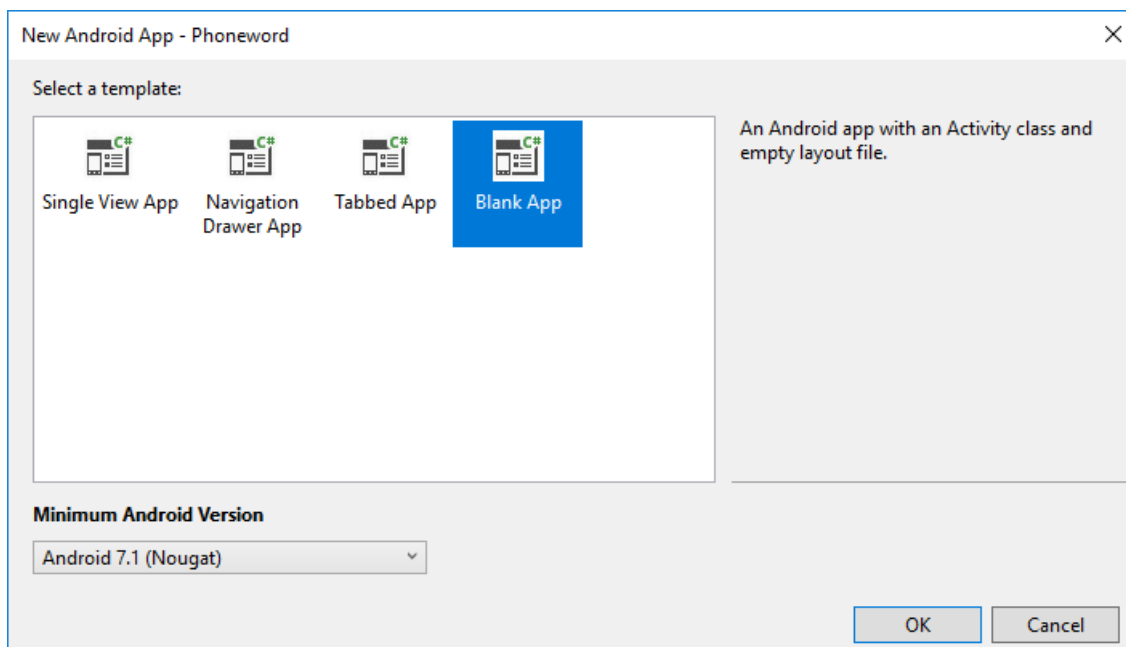 New Android App - Phoneword
Select a template:
C#
C#
C#
C#
Single View App
Navigation
Drawer App
Tabbed App
Blank App
An Android app with an Activity class and
empty layout file.
Minimum Android Version
Android 7.1 (Nougat)
OK
Cancel